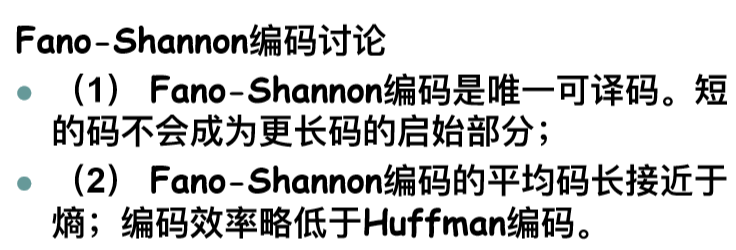 Fano-Shannon编码讨论
（1） Fano-Shannon编码是唯一可译码。短
的码不会成为更长码的启始部分；
（2） Fano-Shannon编码的平均码长接近于
熵；编码效率略低于Huffman编码。